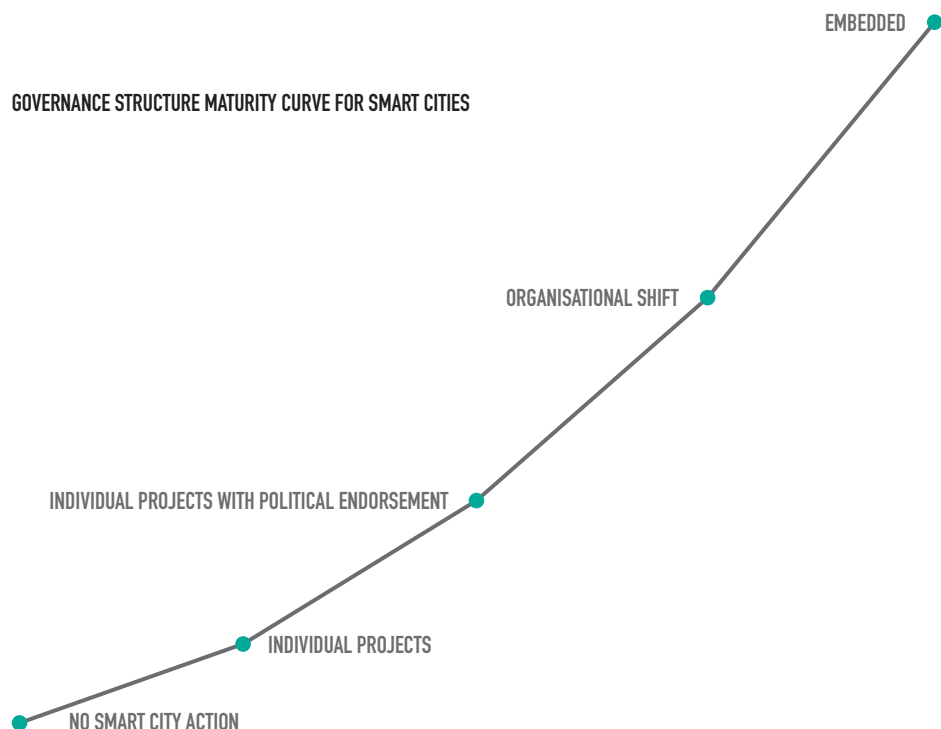 EMBEDDED
GOVERNANCE STRUCTURE MATURITY CURVE FOR SMART CITIES
ORGANISATIONAL SHIFT
INDIVIDUAL PROJECTS WITH POLITICAL ENDORSEMENT
INDIVIDUAL PROJECTS
NO SMART CITY ACTION